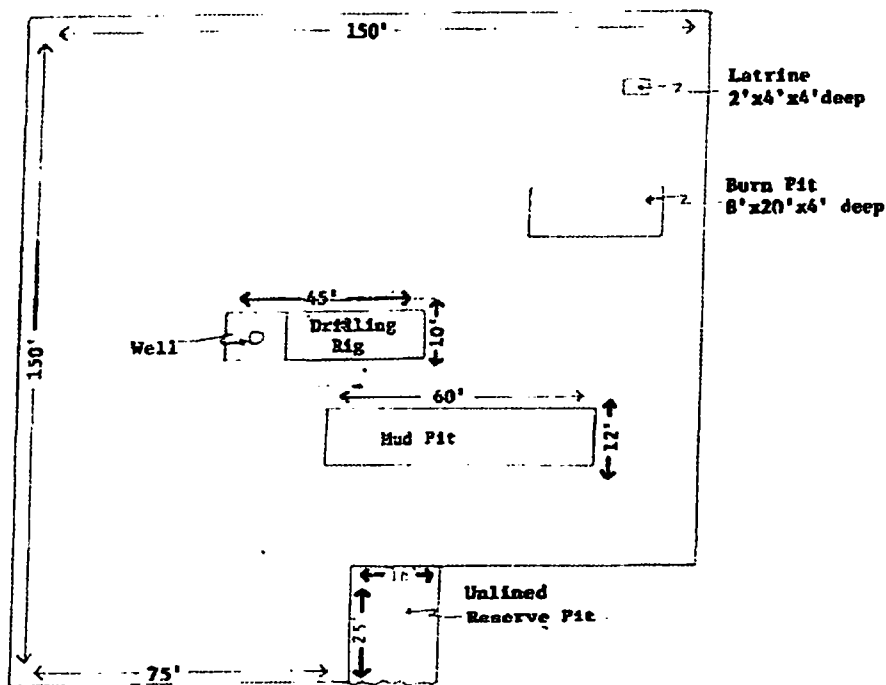 150'
Latrine
2'x4'x4'deep
Burn Pit
8'x20'x4' deep
45'
Drilling
Rig
10'
Well
150'
60'
Mud Pit
12'
Unlined
Reserve Pit
25'
75'